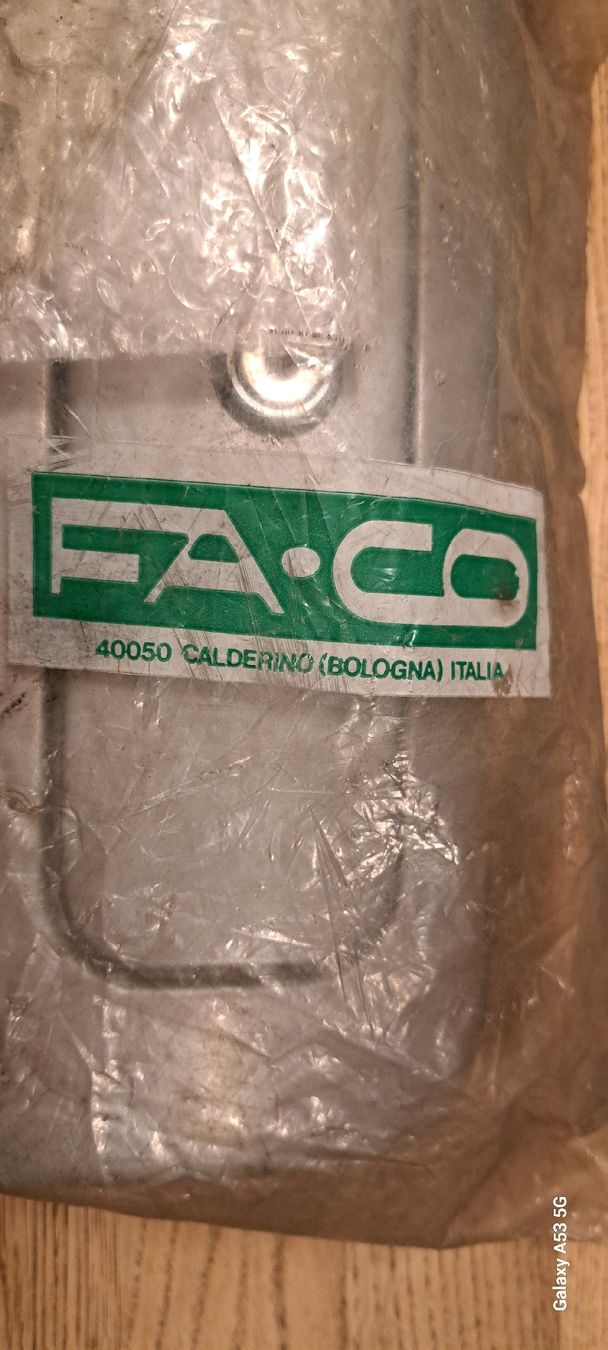 FA·CO
40050 CALDERINO (BOLOGNA) ITALIA
Galaxy A53 5G